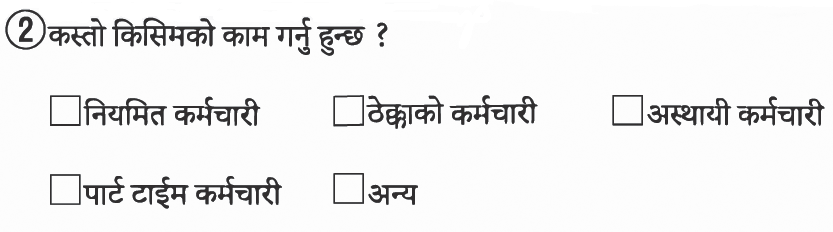 ②कस्तो किसिमको काम गर्नु हुन्छ ?
□नियमित कर्मचारी □ठेक्काको कर्मचारी □अस्थायी कर्मचारी
□पार्ट टाईम कर्मचारी □अन्य